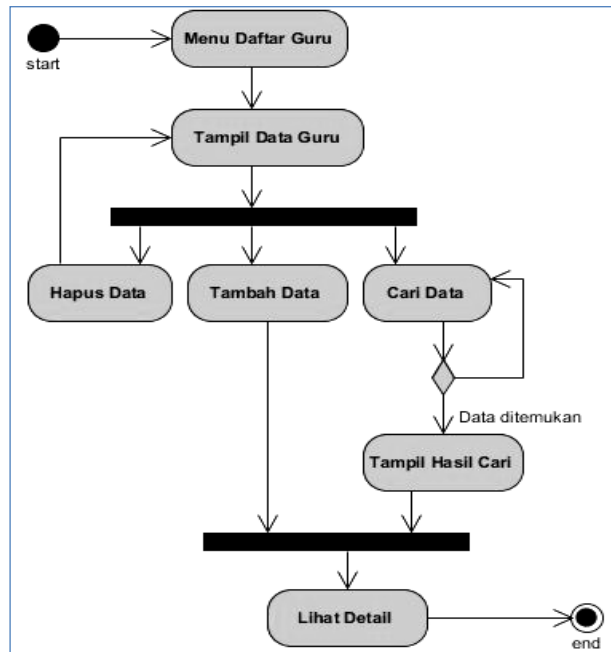 Menu Daftar Guru
start
Tampil Data Guru
Hapus Data
Tambah Data
Cari Data
Data ditemukan
Tampil Hasil Cari
Lihat Detail
end